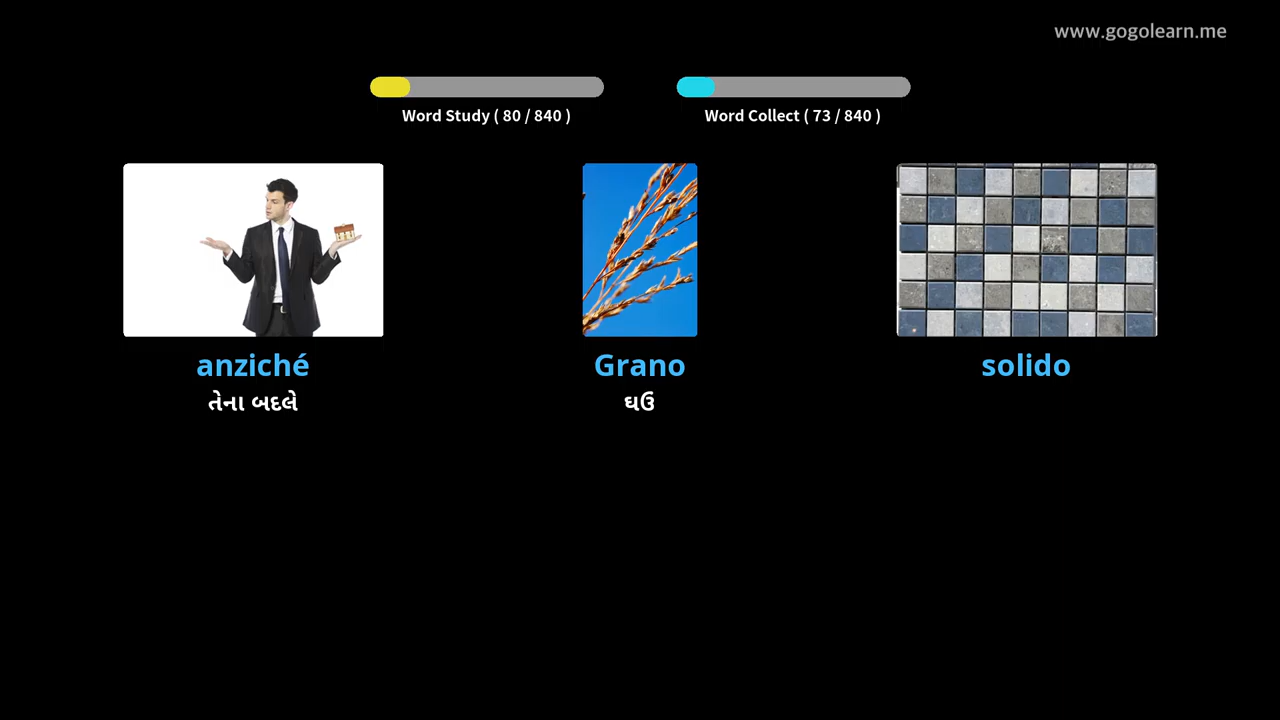 www.gogolearn.me
Word Study ( 80 / 840 )
Word Collect ( 73 / 840 )
anziché
Grano
solido
તેના બદલે
ઘઉં